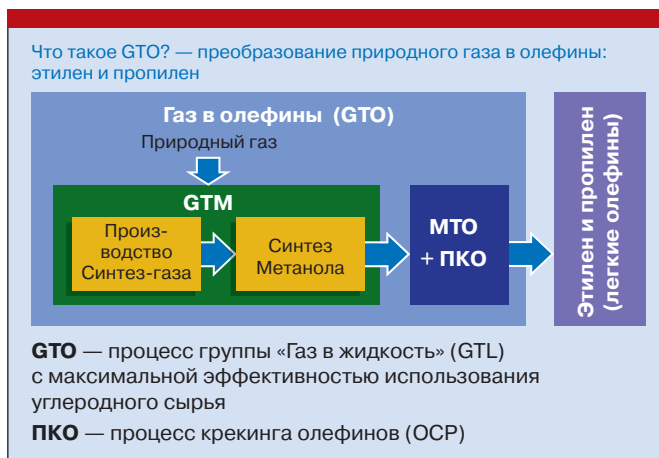 Что такое GTO? — преобразование природного газа в олефины:
этилен и пропилен
Газ в олефины (GTO)
Природный газ
GTM
Произ-
водство
Синтез-газа
Синтез
Метанола
МТО
+ ПКО
Этилен и пропилен
(легкие олефины)
GTO — процесс группы «Газ в жидкость» (GTL)
с максимальной эффективностью использования
углеродного сырья
ПКО — процесс крекинга олефинов (ОСР)